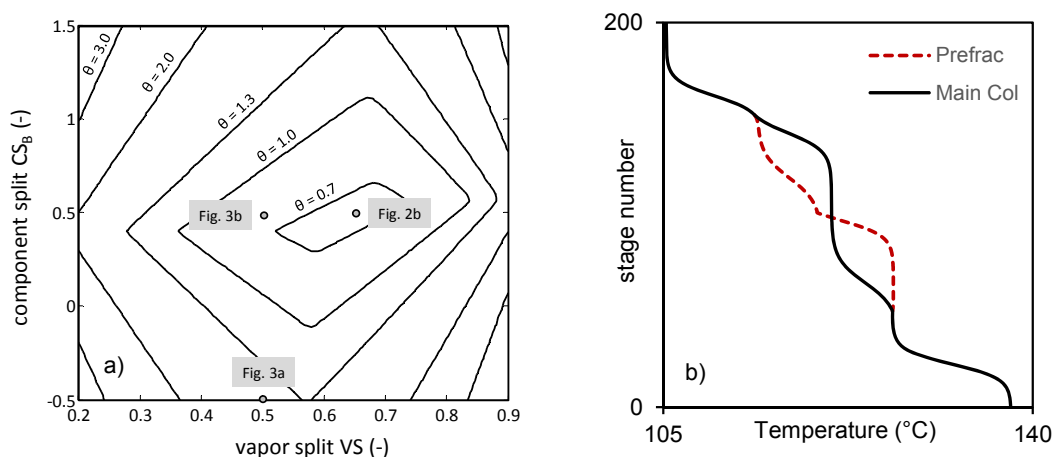 1.5
1
0.5
0
-0.5
component split CS_B (-)
θ = 3.0
θ = 2.0
θ = 1.3
θ = 1.0
θ = 0.7
Fig. 3b
Fig. 2b
Fig. 3a
a)
0.2 0.3 0.4 0.5 0.6 0.7 0.8 0.9
vapor split VS (-)
200
stage number
Prefrac
Main Col
b)
0
105 140
Temperature (°C)